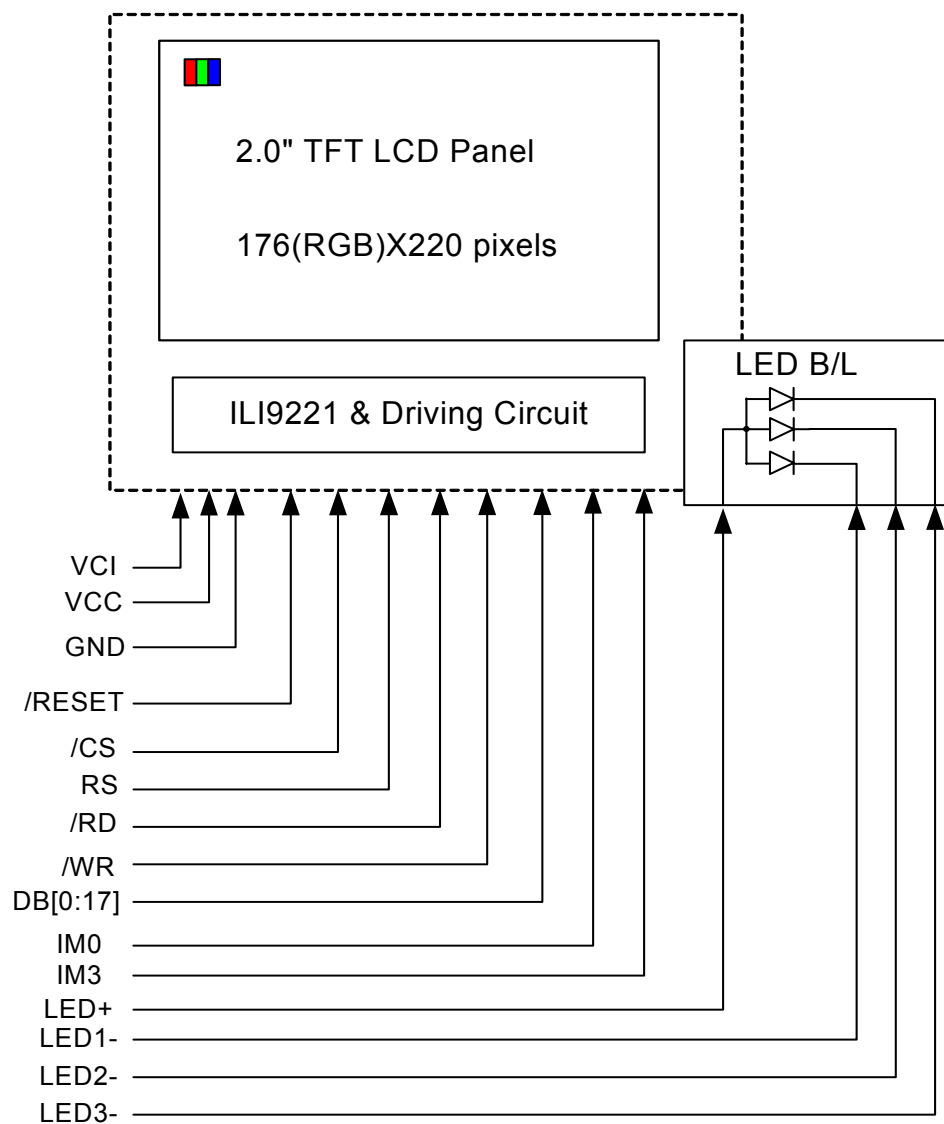 2.0" TFT LCD Panel
176(RGB)X220 pixels
LED B/L
ILI9221 & Driving Circuit
VCI
VCC
GND
/RESET
/CS
RS
/RD
/WR
DB[0:17]
IM0
IM3
LED+
LED1-
LED2-
LED3-